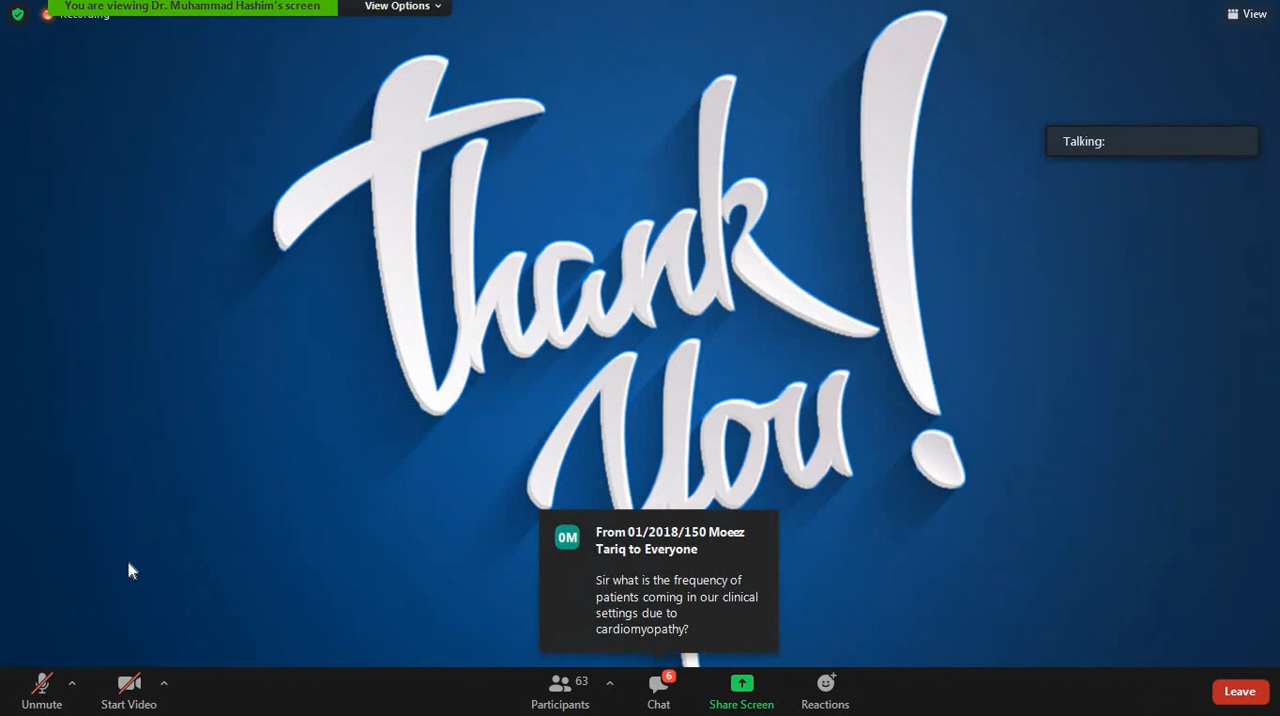 You are viewing Dr. Muhammad Hashim's screen
View Options
Recording
View
Talking:
Thank
You!
0M
From 01/2018/150 Moeez
Tariq to Everyone
Sir what is the frequency of
patients coming in our clinical
settings due to
cardiomyopathy?
63
6
Unmute
Start Video
Participants
Chat
Share Screen
Reactions
Leave